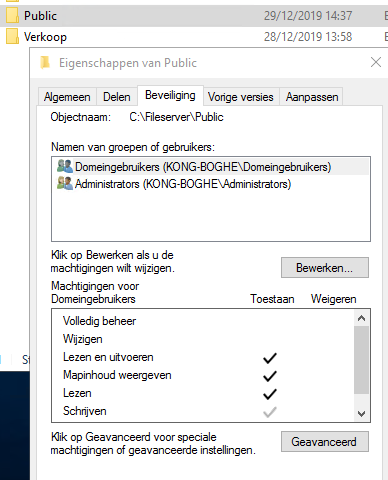 Public 29/12/2019 14:37
Verkoop 28/12/2019 13:58
Eigenschappen van Public
Algemeen Delen Beveiliging Vorige versies Aanpassen
Objectnaam: C:\Fileserver\Public
Namen van groepen of gebruikers:
Domeingebruikers (KONG-BOGHE\Domeingebruikers)
Administrators (KONG-BOGHE\Administrators)
Klik op Bewerken als u de
machtigingen wilt wijzigen.
Bewerken...
Machtigingen voor
Domeingebruikers Toestaan Weigeren
Volledig beheer
Wijzigen
Lezen en uitvoeren
Mapinhoud weergeven
Lezen
Schrijven
Klik op Geavanceerd voor speciale
machtigingen of geavanceerde instellingen.
Geavanceerd